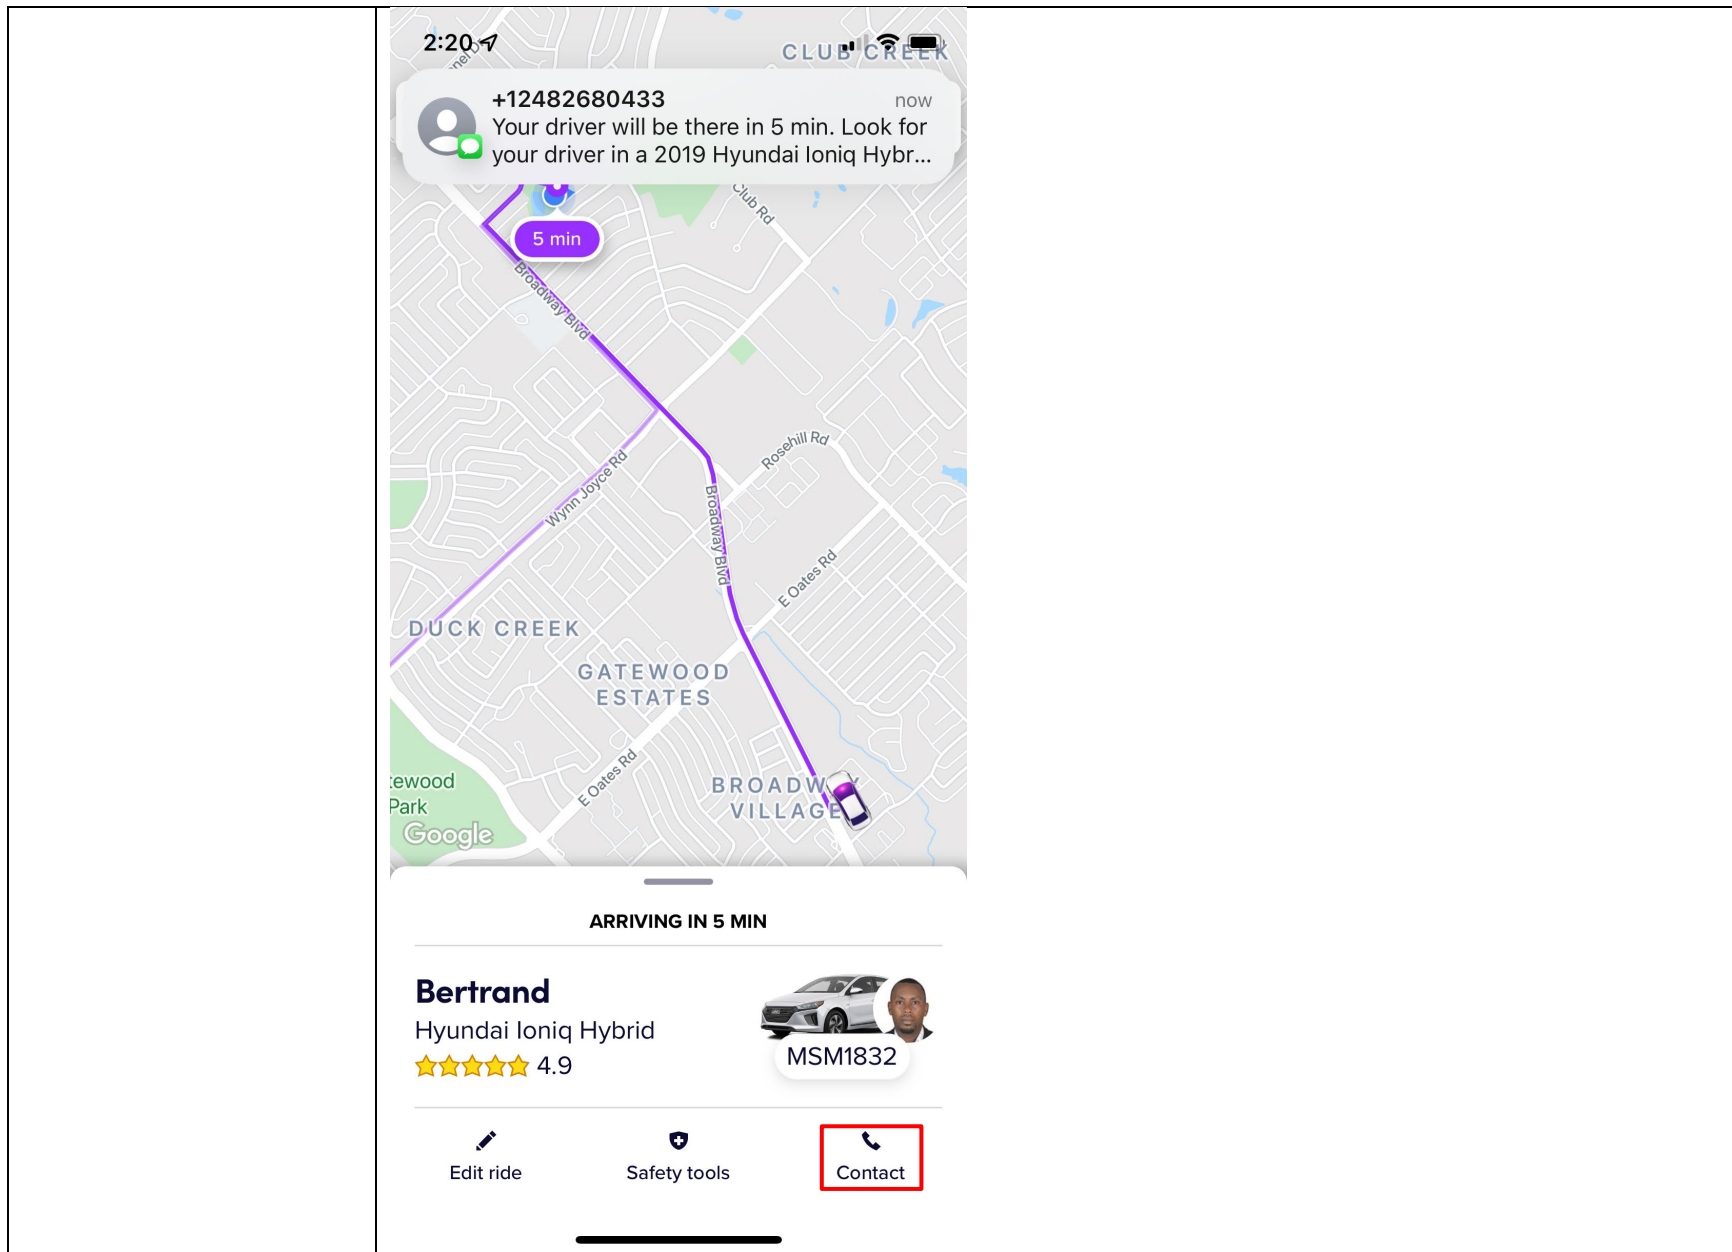 2:20
CLUB CREEK
+12482680433
now
Your driver will be there in 5 min. Look for
your driver in a 2019 Hyundai Ioniq Hybr...
Club Rd
5 min
Broadway Blvd
Rosehill Rd
Wynn Joyce Rd
Broadway Blvd
E Oates Rd
DUCK CREEK
GATEWOOD
ESTATES
E Oates Rd
ewood
Park
BROADW
VILLAGE
Google
ARRIVING IN 5 MIN
Bertrand
Hyundai Ioniq Hybrid
4.9
MSM1832
Edit ride
Safety tools
Contact